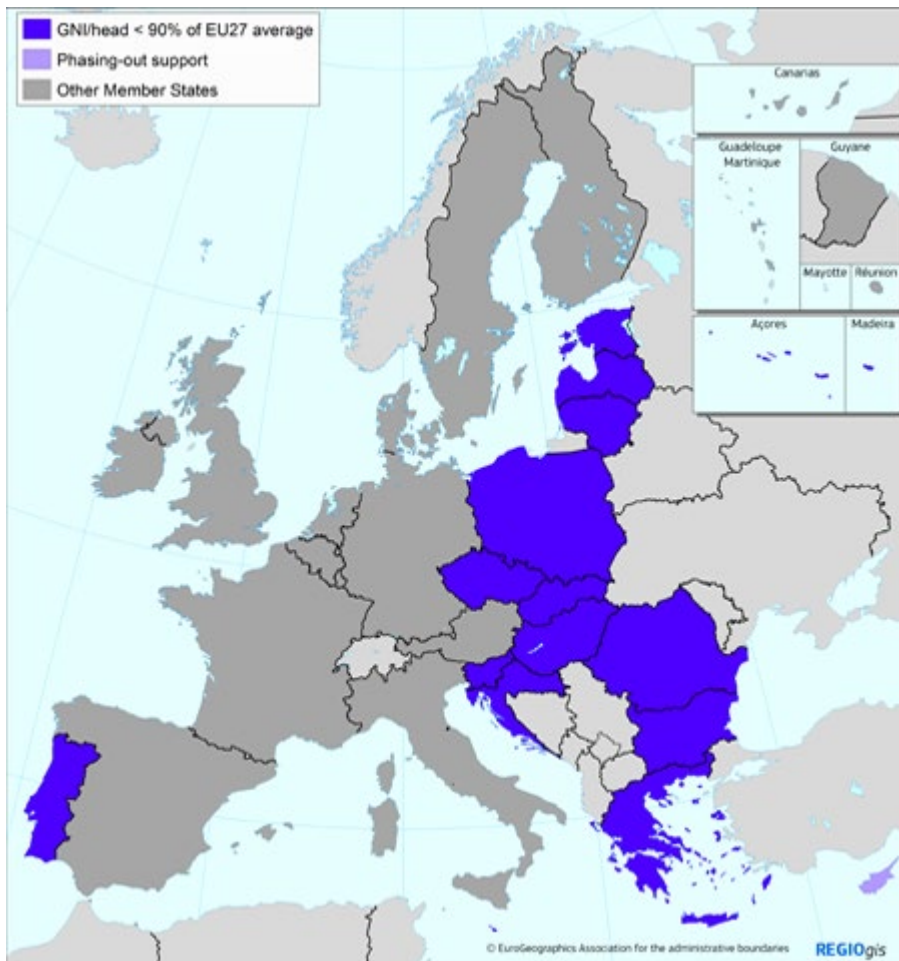 GNI/head < 90% of EU27 average
Phasing-out support
Other Member States
Canarias
Guadeloupe
Martinique
Guyane
Mayotte
Réunion
Açores
Madeira
© EuroGeographics Association for the administrative boundaries
REGIOgis